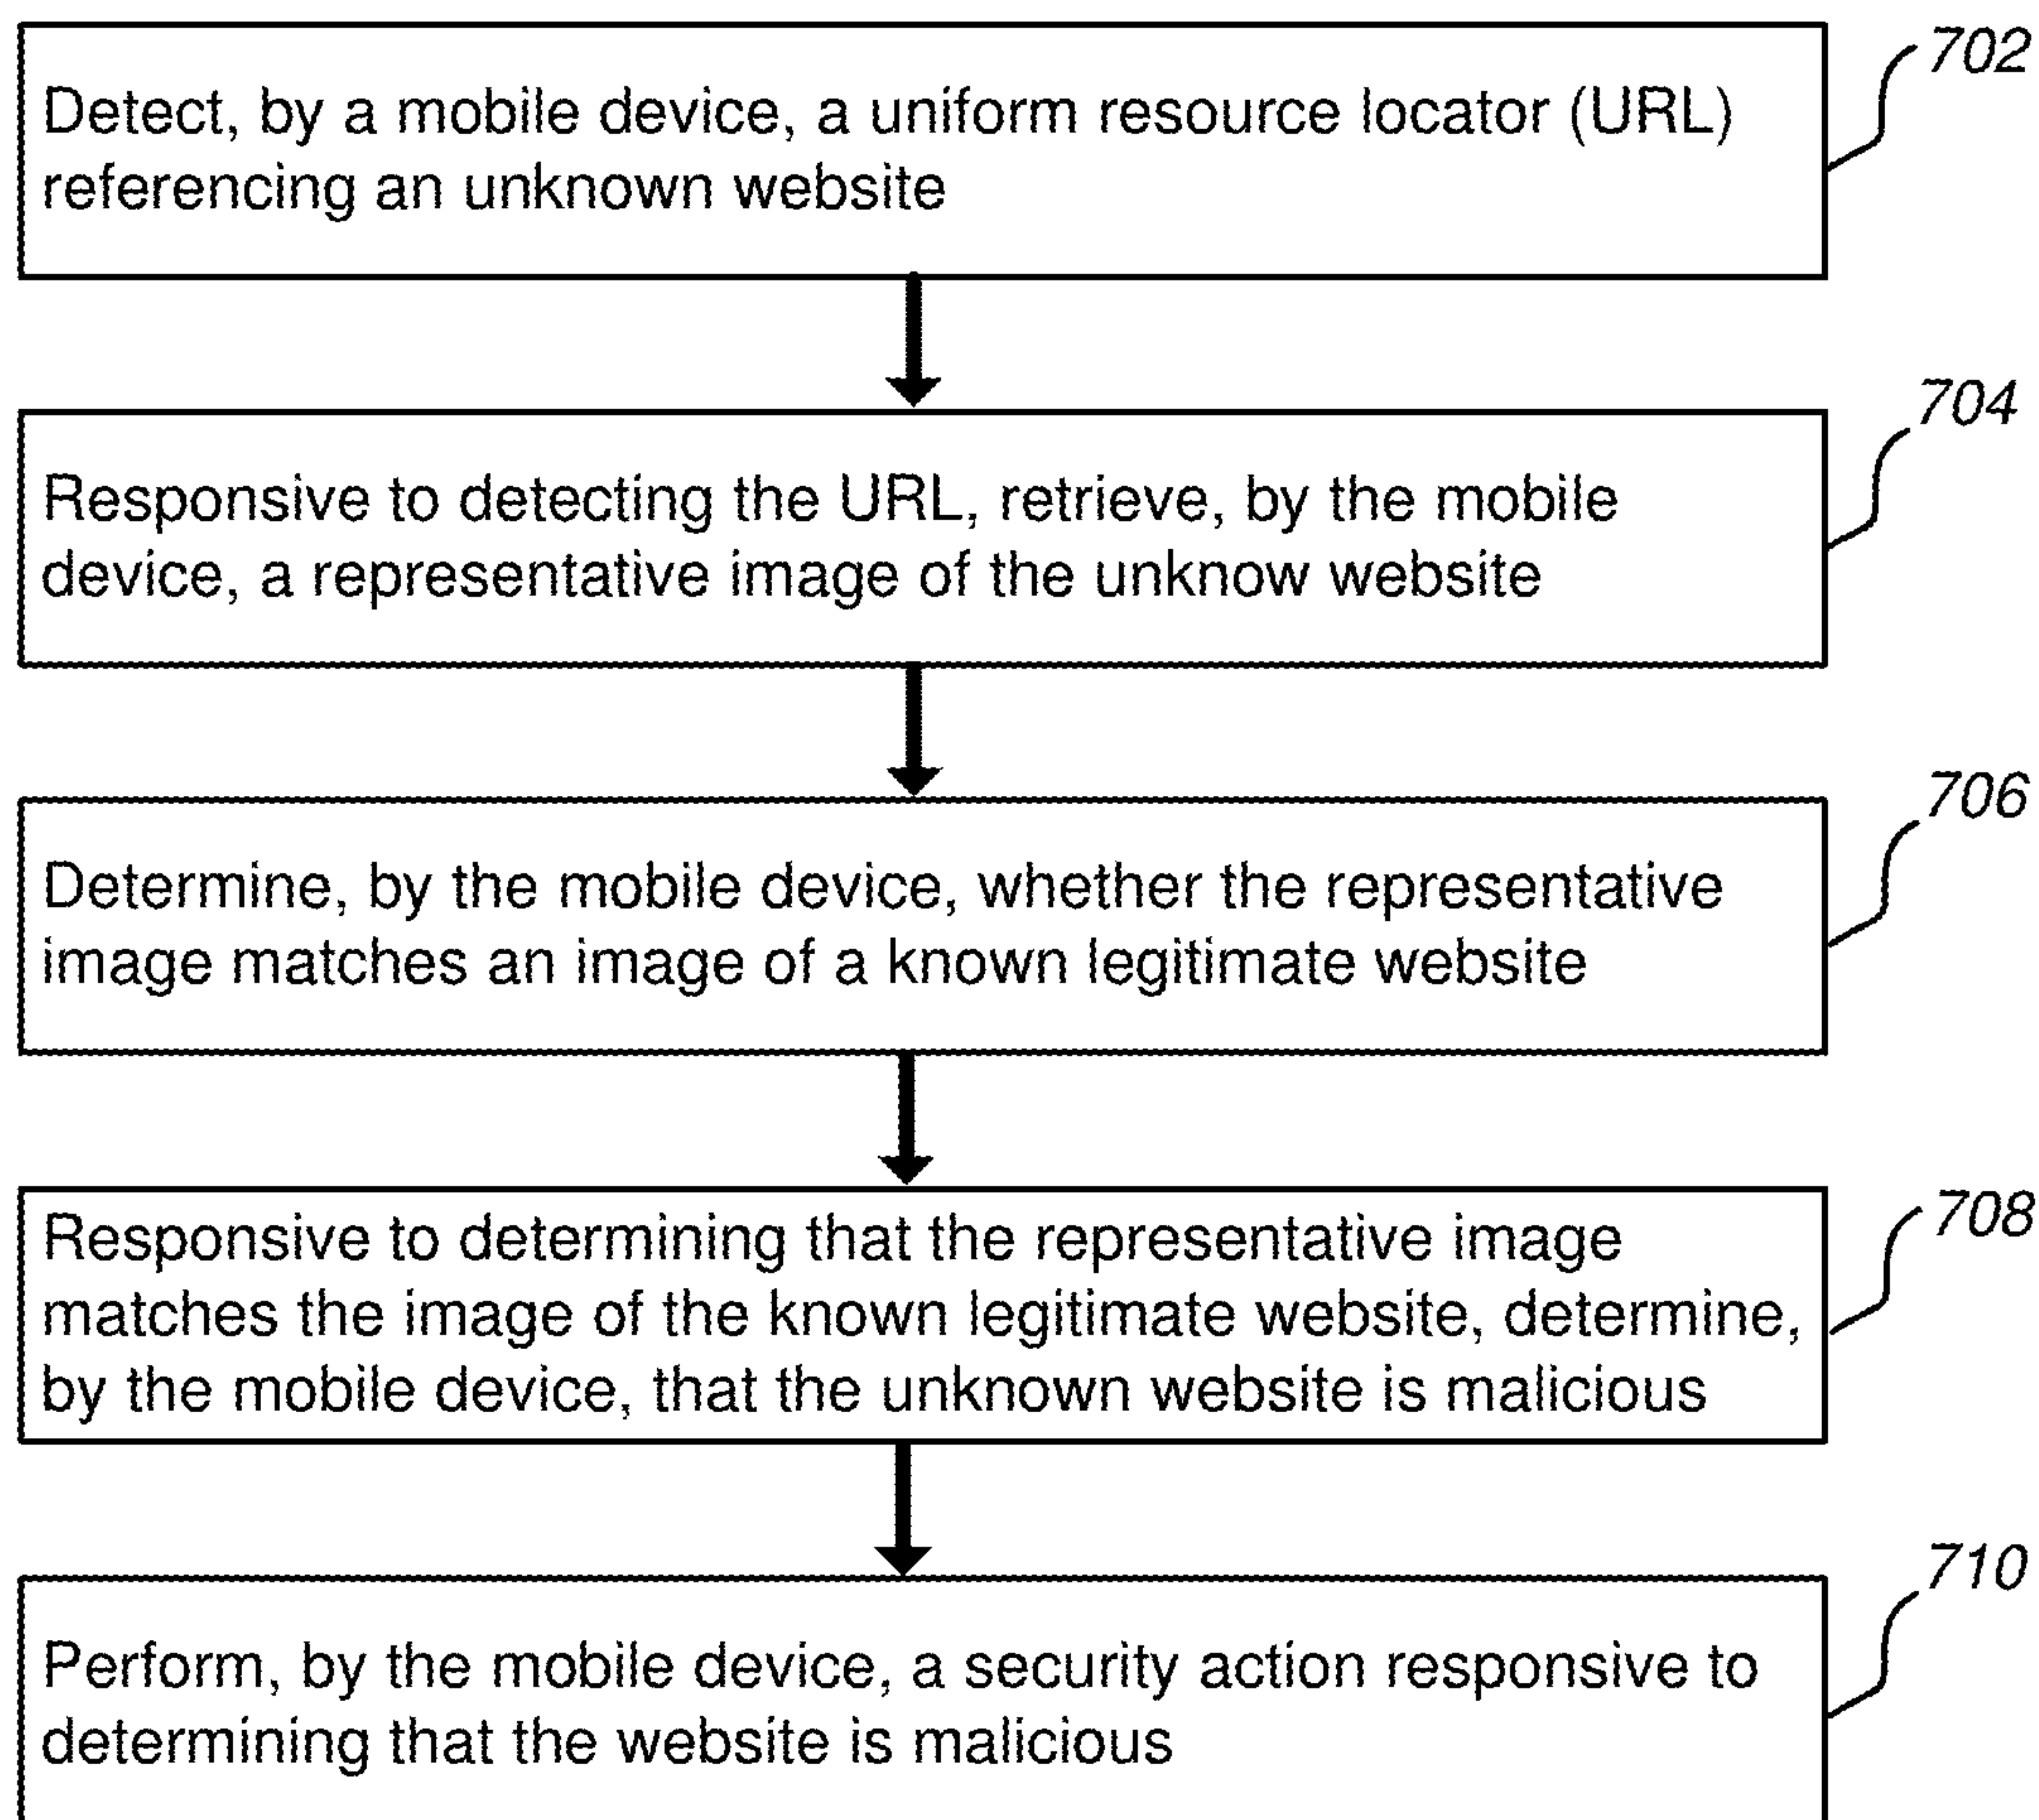 702
Detect, by a mobile device, a uniform resource locator (URL)
referencing an unknown website
704
Responsive to detecting the URL, retrieve, by the mobile
device, a representative image of the unknow website
706
Determine, by the mobile device, whether the representative
image matches an image of a known legitimate website
708
Responsive to determining that the representative image
matches the image of the known legitimate website, determine,
by the mobile device, that the unknown website is malicious
710
Perform, by the mobile device, a security action responsive to
determining that the website is malicious